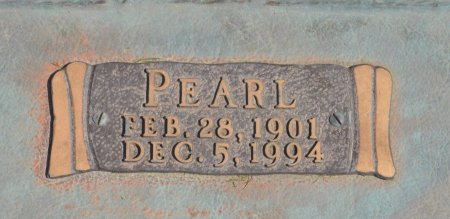 PEARL
FEB. 28, 1901
DEC. 5, 1994